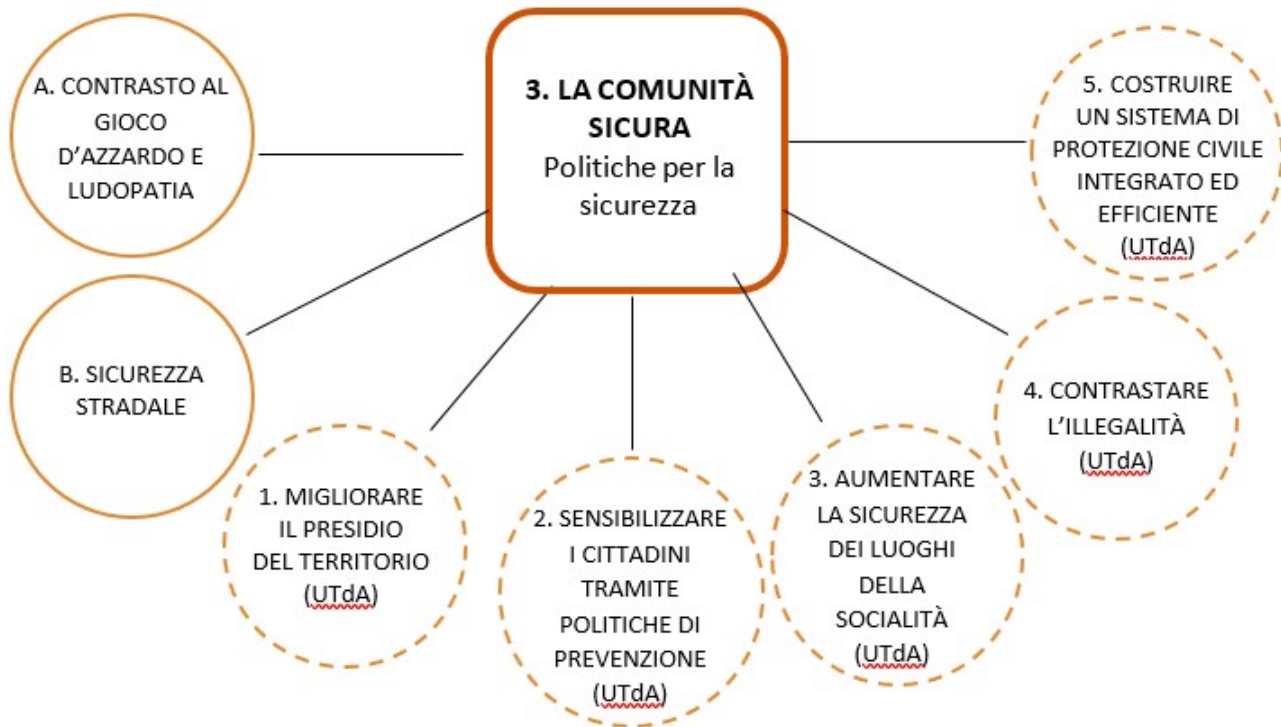 3. LA COMUNITÀ
SICURA
Politiche per la
sicurezza
A. CONTRASTO AL
GIOCO
D’AZZARDO E
LUDOPATIA
B. SICUREZZA
STRADALE
1. MIGLIORARE
IL PRESIDIO
DEL TERRITORIO
(UTdA)
2. SENSIBILIZZARE
I CITTADINI
TRAMITE
POLITICHE DI
PREVENZIONE
(UTdA)
3. AUMENTARE
LA SICUREZZA
DEI LUOGHI
DELLA
SOCIALITÀ
(UTdA)
4. CONTRASTARE
L’ILLEGALITÀ
(UTdA)
5. COSTRUIRE
UN SISTEMA DI
PROTEZIONE CIVILE
INTEGRATO ED
EFFICIENTE
(UTdA)